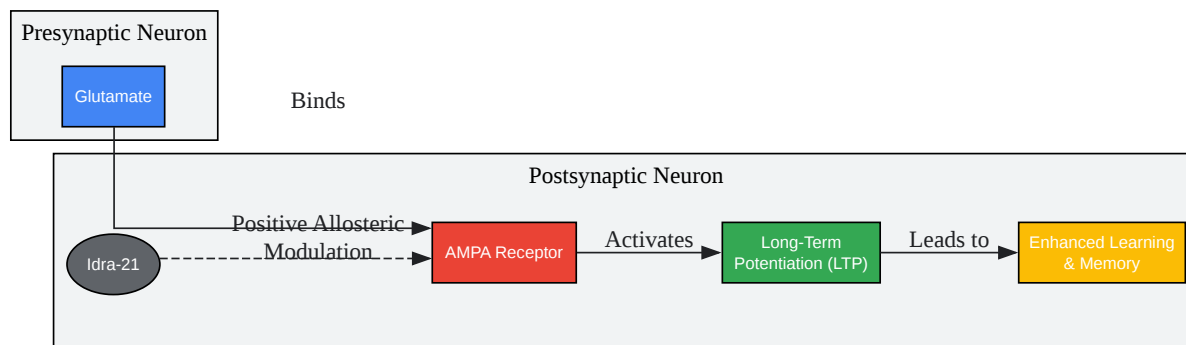 Presynaptic Neuron
Glutamate
Binds
Postsynaptic Neuron
Positive Allosteric
Modulation
Idra-21
AMPA Receptor
Activates
Long-Term
Potentiation (LTP)
Leads to
Enhanced Learning
& Memory